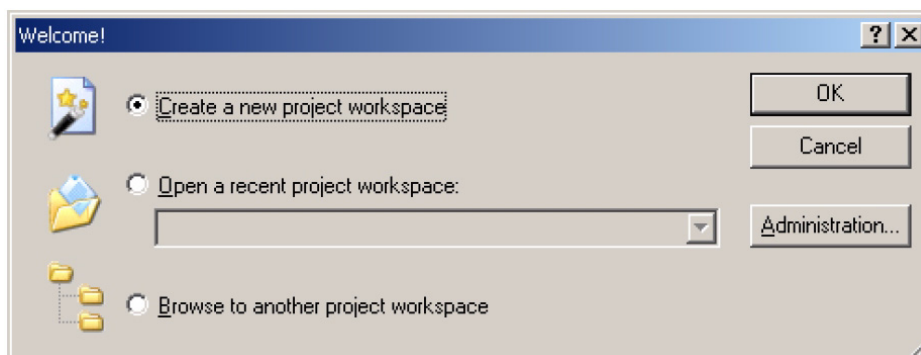 Welcome!
Create a new project workspace
OK
Cancel
Open a recent project workspace:
Administration...
Browse to another project workspace